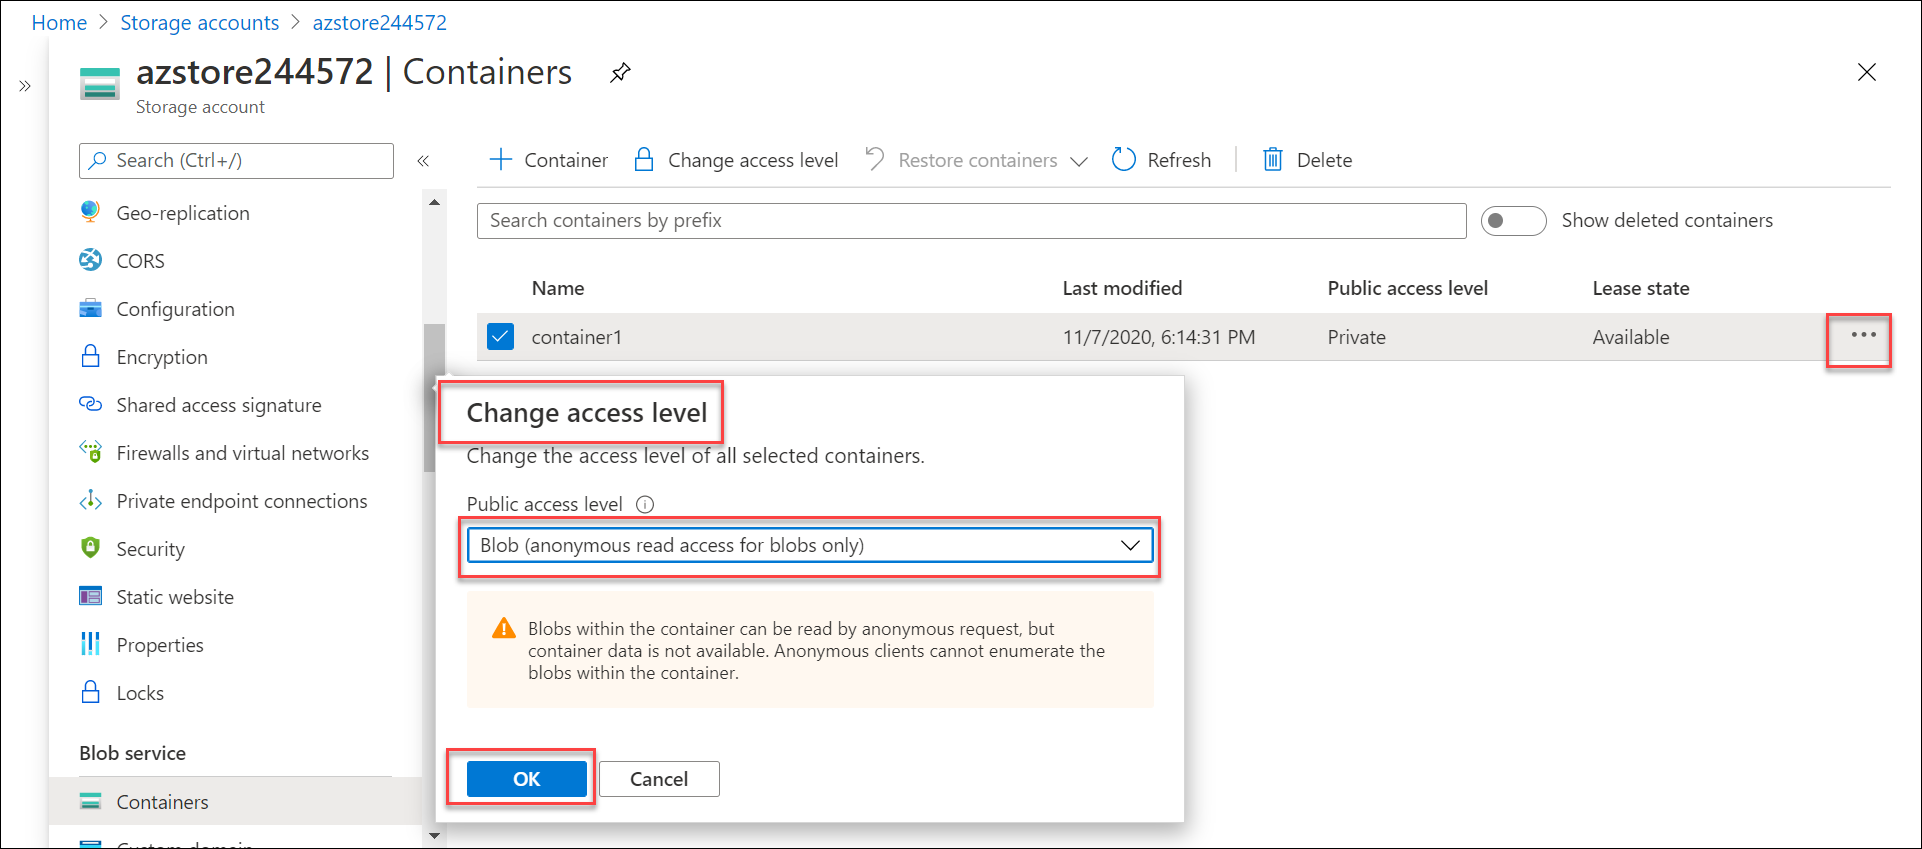 Home > Storage accounts > azstore244572
azstore244572 | Containers
Storage account
Search (Ctrl+/)
Geo-replication
CORS
Configuration
Encryption
Shared access signature
Firewalls and virtual networks
Private endpoint connections
Security
Static website
Properties
Locks
Blob service
Containers
Custom domain
Container
Change access level
Restore containers
Refresh
Delete
Search containers by prefix
Show deleted containers
Name Last modified Public access level Lease state
container1 11/7/2020, 6:14:31 PM Private Available
Change access level
Change the access level of all selected containers.
Public access level
Blob (anonymous read access for blobs only)
Blobs within the container can be read by anonymous request, but
container data is not available. Anonymous clients cannot enumerate the
blobs within the container.
OK
Cancel